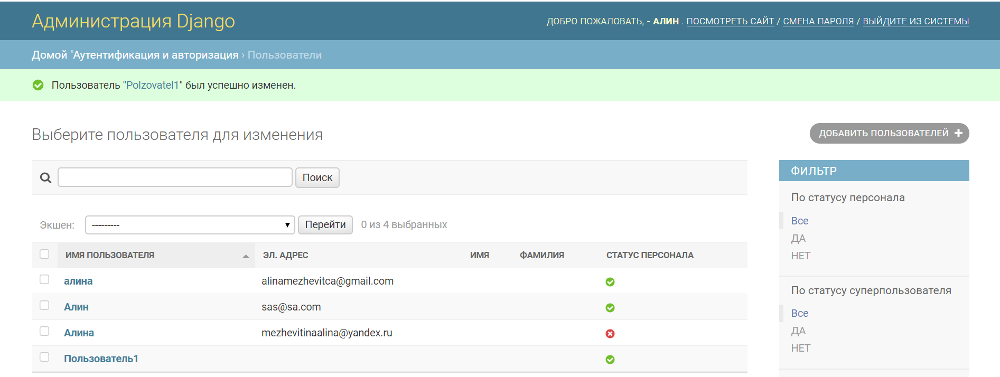 Администрация Django
ДОБРО ПОЖАЛОВАТЬ, - АЛИН . ПОСМОТРЕТЬ САЙТ / СМЕНА ПАРОЛЯ / ВЫЙДИТЕ ИЗ СИСТЕМЫ
Домой "Аутентификация и авторизация › Пользователи
Пользователь "Polzovatel1" был успешно изменен.
Выберите пользователя для изменения
ДОБАВИТЬ ПОЛЬЗОВАТЕЛЕЙ
Поиск
Экшен: --------- Перейти 0 из 4 выбранных
ИМЯ ПОЛЬЗОВАТЕЛЯ ЭЛ. АДРЕС ИМЯ ФАМИЛИЯ СТАТУС ПЕРСОНАЛА
алина alinamezhevitca@gmail.com
Алин sas@sa.com
Алина mezhevitinaalina@yandex.ru
Пользователь1
ФИЛЬТР
По статусу персонала
Все
ДА
НЕТ
По статусу суперпользователя
Все
ДА
НЕТ